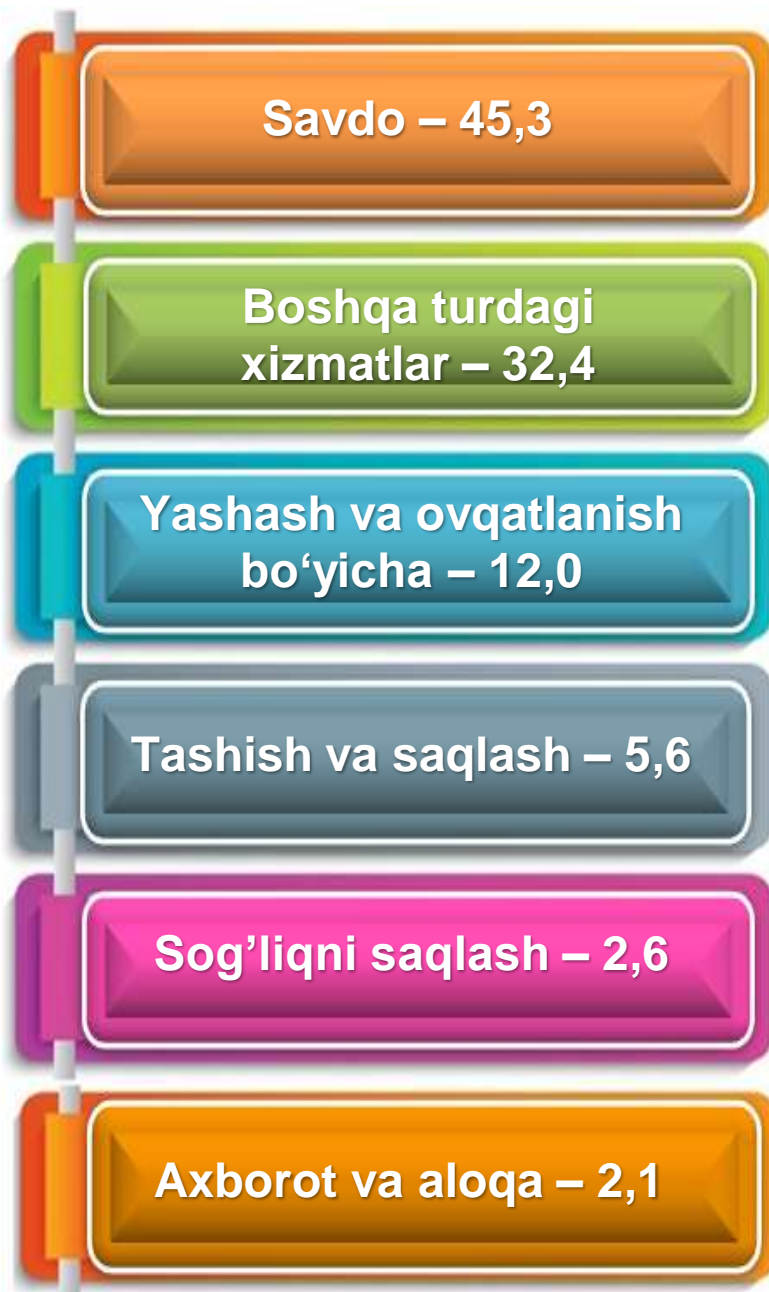 Savdo – 45,3
Boshqa turdagi
xizmatlar – 32,4
Yashash va ovqatlanish
bo‘yicha – 12,0
Tashish va saqlash – 5,6
Sog’liqni saqlash – 2,6
Axborot va aloqa – 2,1